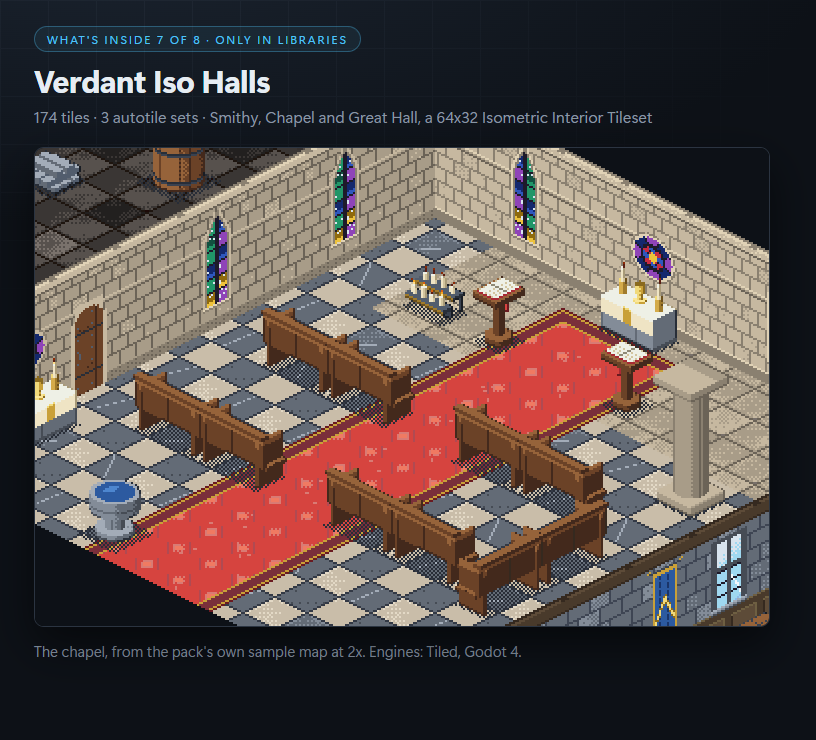 WHAT'S INSIDE 7 OF 8 · ONLY IN LIBRARIES
Verdant Iso Halls
174 tiles · 3 autotile sets · Smithy, Chapel and Great Hall, a 64x32 Isometric Interior Tileset
The chapel, from the pack's own sample map at 2x. Engines: Tiled, Godot 4.